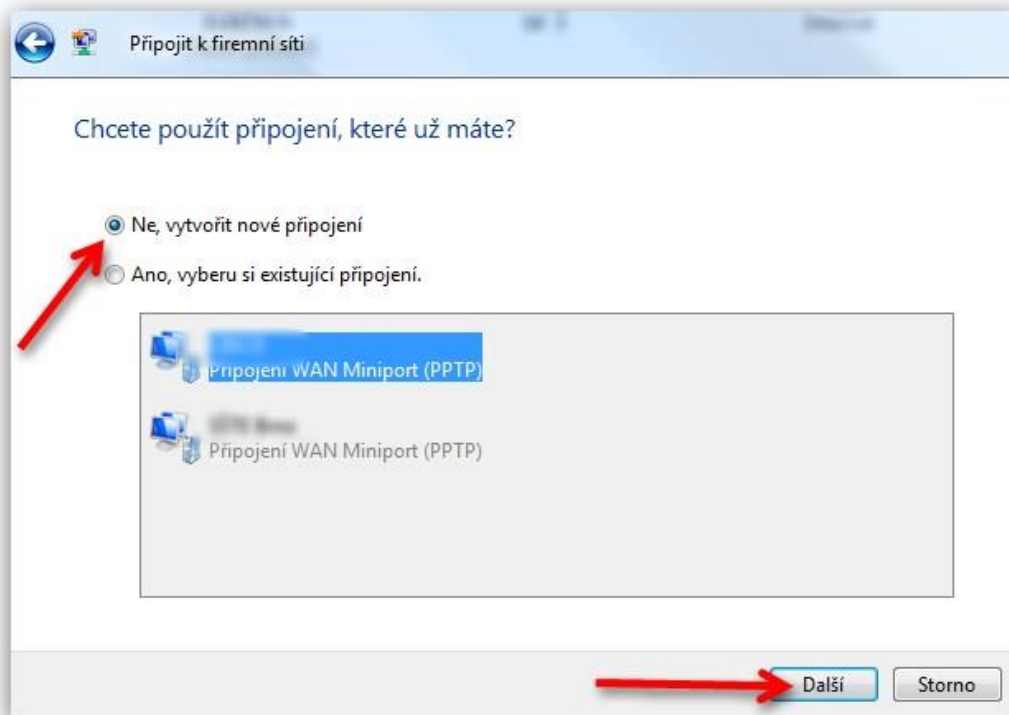 Připojit k firemní síti
Chcete použít připojení, které už máte?
Ne, vytvořit nové připojení
Ano, vyberu si existující připojení.
Připojení WAN Miniport (PPTP)
Připojení WAN Miniport (PPTP)
Další
Storno